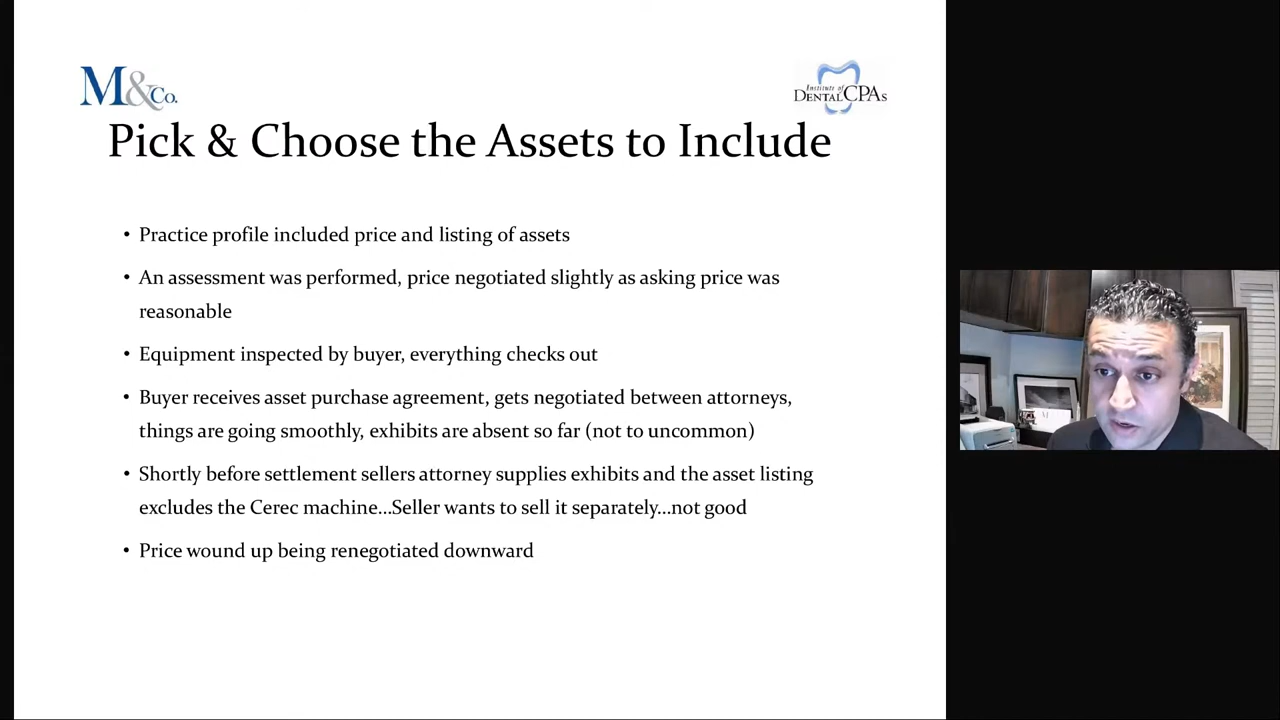 M&Co.
Institute of
DENTAL CPAs
Pick & Choose the Assets to Include
• Practice profile included price and listing of assets
• An assessment was performed, price negotiated slightly as asking price was
reasonable
• Equipment inspected by buyer, everything checks out
• Buyer receives asset purchase agreement, gets negotiated between attorneys,
things are going smoothly, exhibits are absent so far (not to uncommon)
• Shortly before settlement sellers attorney supplies exhibits and the asset listing
excludes the Cerec machine...Seller wants to sell it separately...not good
• Price wound up being renegotiated downward